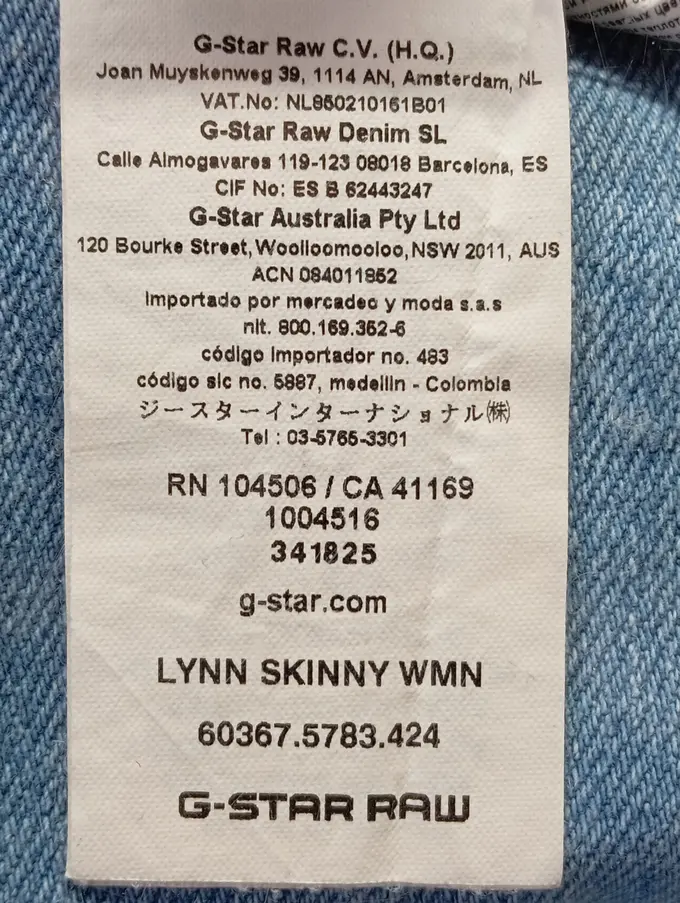 G-Star Raw C.V. (H.Q.)
Joan Muyskenweg 39, 1114 AN, Amsterdam, NL
VAT.No: NL850210161B01
G-Star Raw Denim SL
Calle Almogavares 119-123 08018 Barcelona, ES
CIF No: ES B 62443247
G-Star Australia Pty Ltd
120 Bourke Street, Woolloomooloo, NSW 2011, AUS
ACN 084011852
Importado por mercadeo y moda s.a.s
nit. 800.169.352-6
código importador no. 483
código sic no. 5887, medellin - Colombia
ジースターインターナショナル㈱
Tel : 03-5765-3301
RN 104506 / CA 41169
1004516
341825
g-star.com
LYNN SKINNY WMN
60367.5783.424
G-STAR RAW